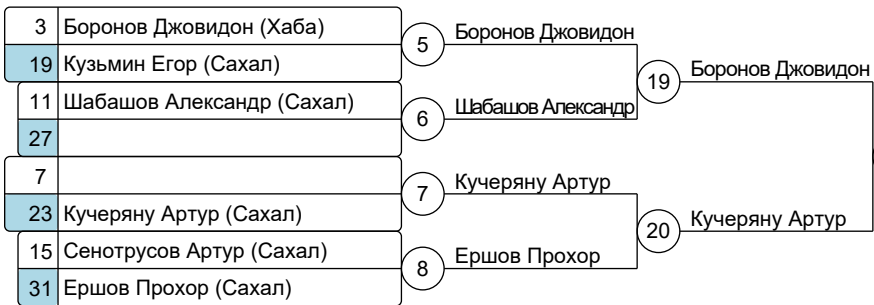 3 Боронов Джовидон (Хаба)
5 Боронов Джовидон
19 Кузьмин Егор (Сахал)
19 Боронов Джовидон
11 Шабашов Александр (Сахал)
6 Шабашов Александр
27
7
7 Кучеряну Артур
23 Кучеряну Артур (Сахал)
20 Кучеряну Артур
15 Сенотрусов Артур (Сахал)
8 Ершов Прохор
31 Ершов Прохор (Сахал)